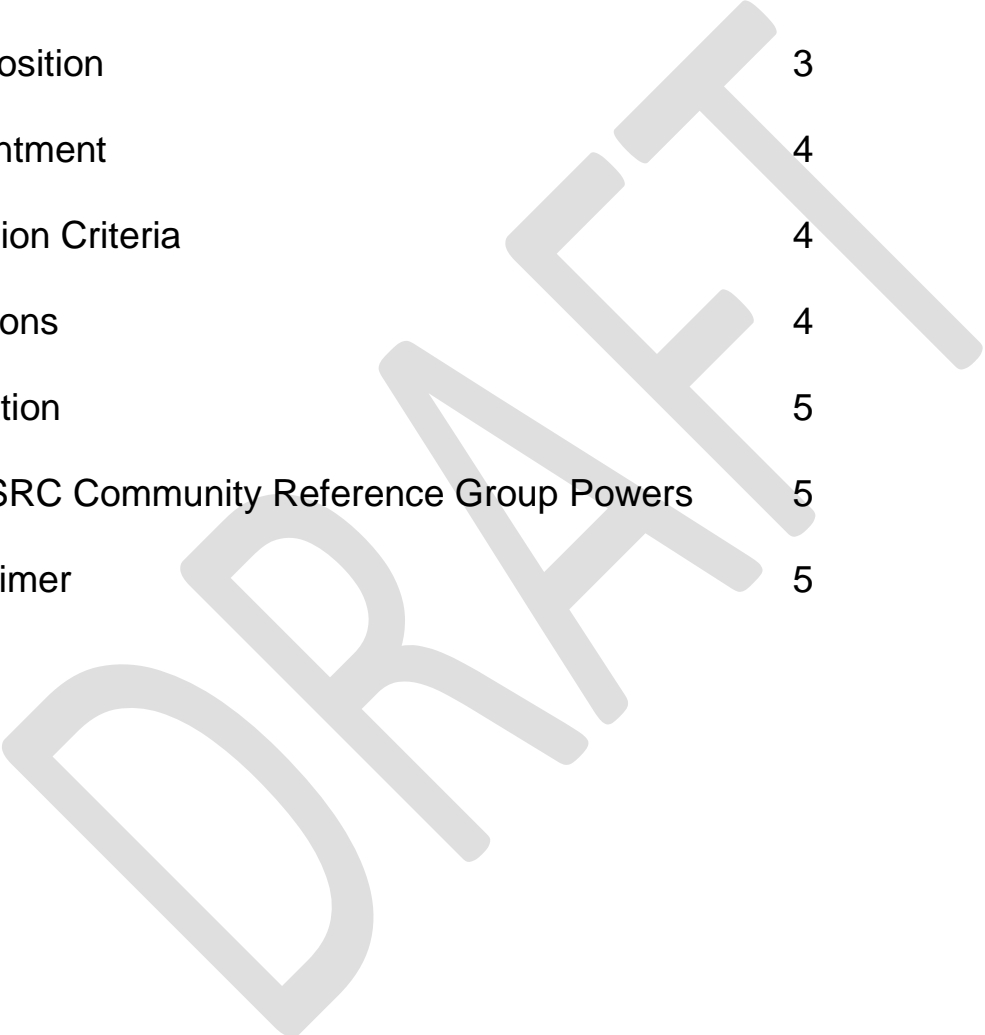 osition 3
ntment 4
ion Criteria 4
ons 4
tion 5
SRC Community Reference Group Powers 5
imer 5
DRAFT